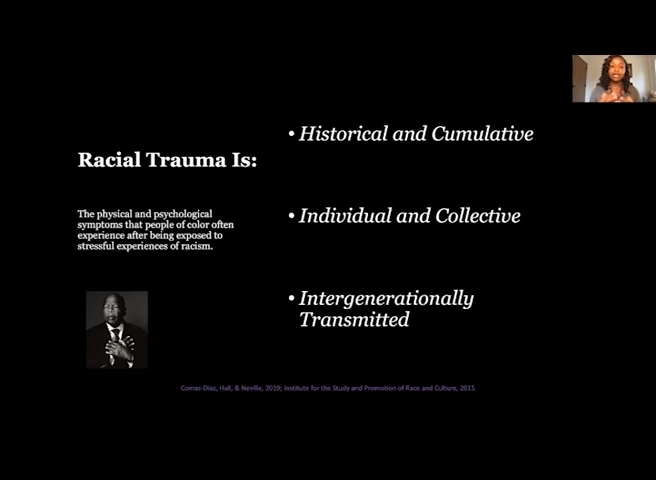 Racial Trauma Is:
The physical and psychological
symptoms that people of color often
experience after being exposed to
stressful experiences of racism.
• Historical and Cumulative
• Individual and Collective
• Intergenerationally
Transmitted
Comas-Diaz, Hall, & Neville, 2019; Institute for the Study and Promotion of Race and Culture, 2015